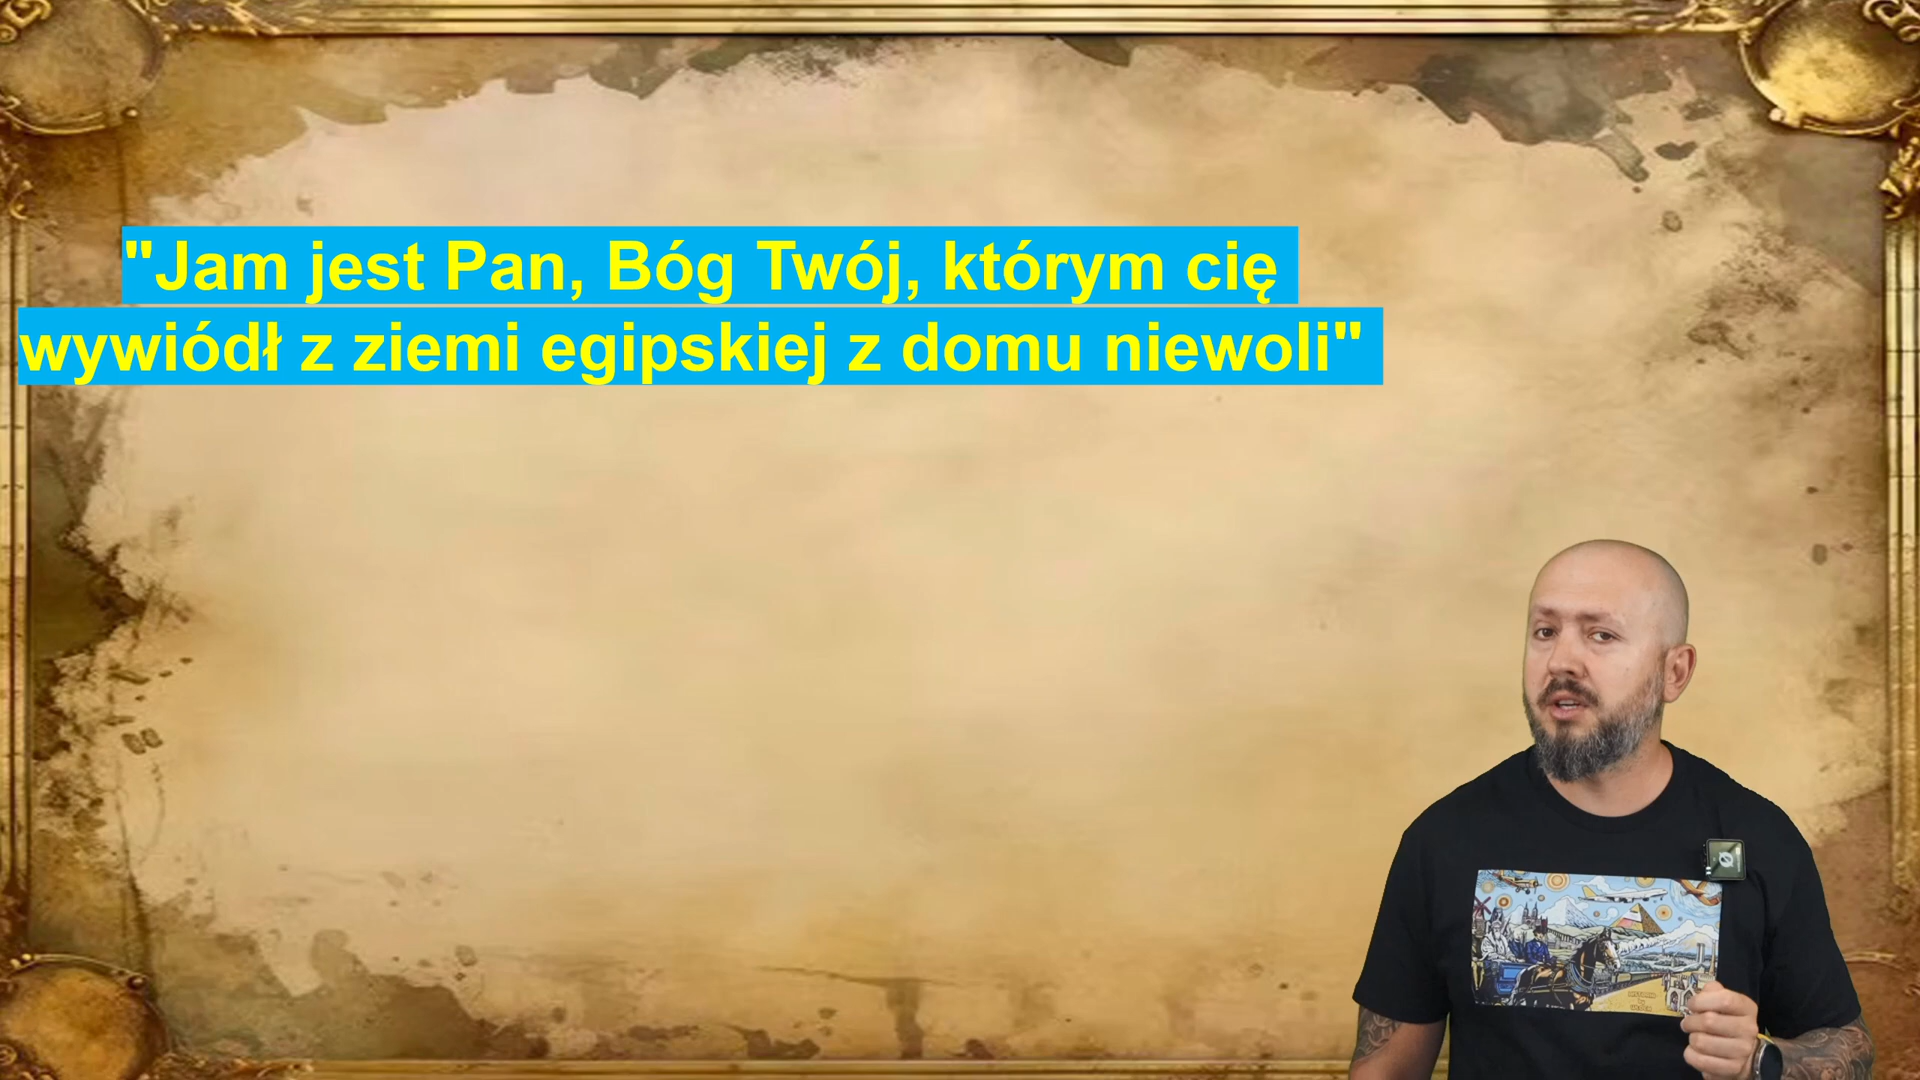 "Jam jest Pan, Bóg Twój, którym cię
wywiódł z ziemi egipskiej z domu niewoli"